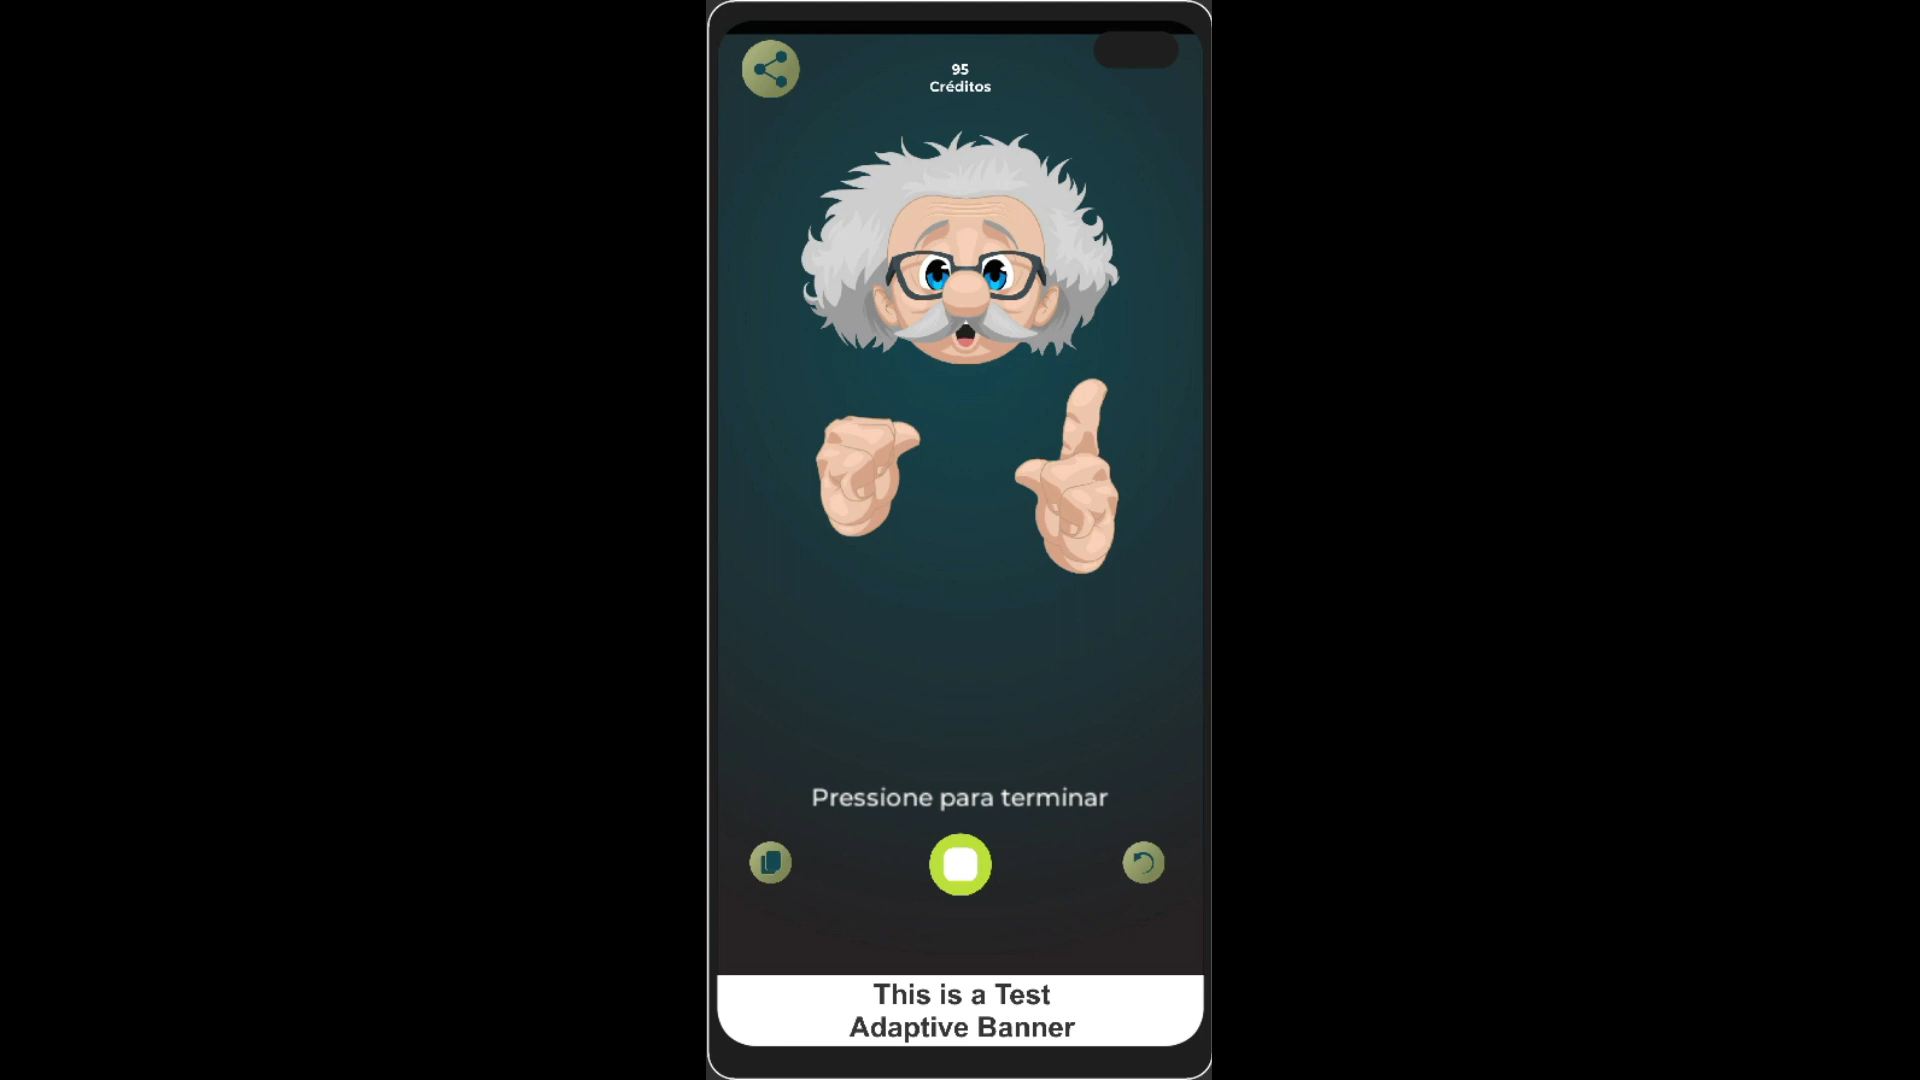 95
Créditos
Pressione para terminar
This is a Test
Adaptive Banner